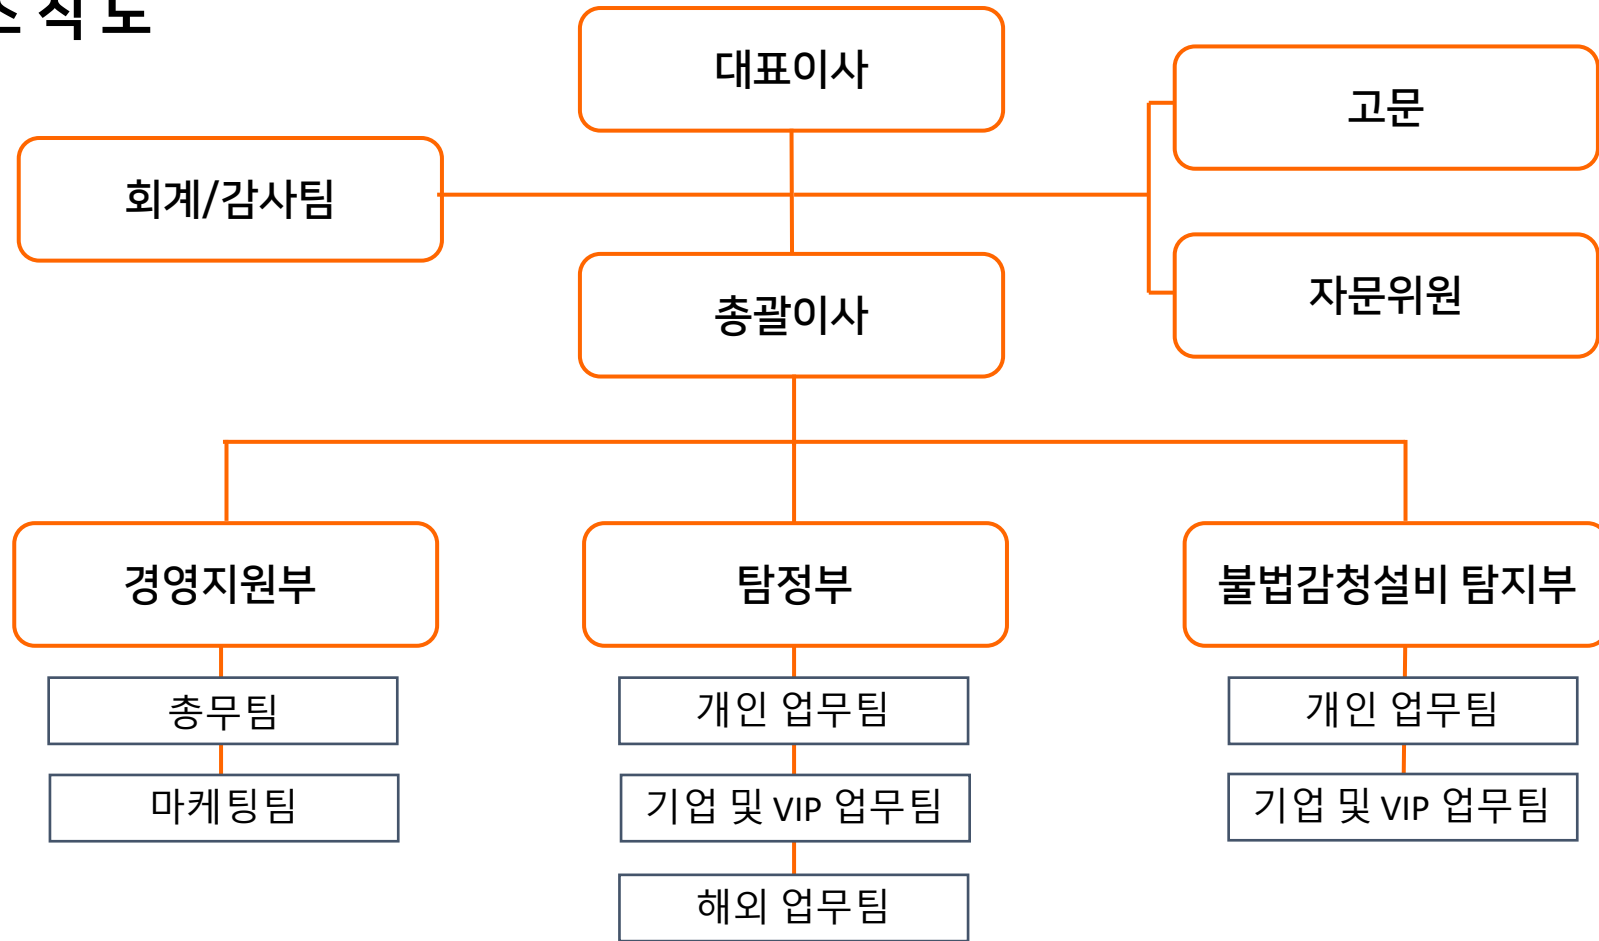 조직도
대표이사
고문
회계/감사팀
자문위원
총괄이사
경영지원부
탐정부
불법감청설비 탐지부
총무팀
개인 업무팀
개인 업무팀
마케팅팀
기업 및 VIP 업무팀
기업 및 VIP 업무팀
해외 업무팀